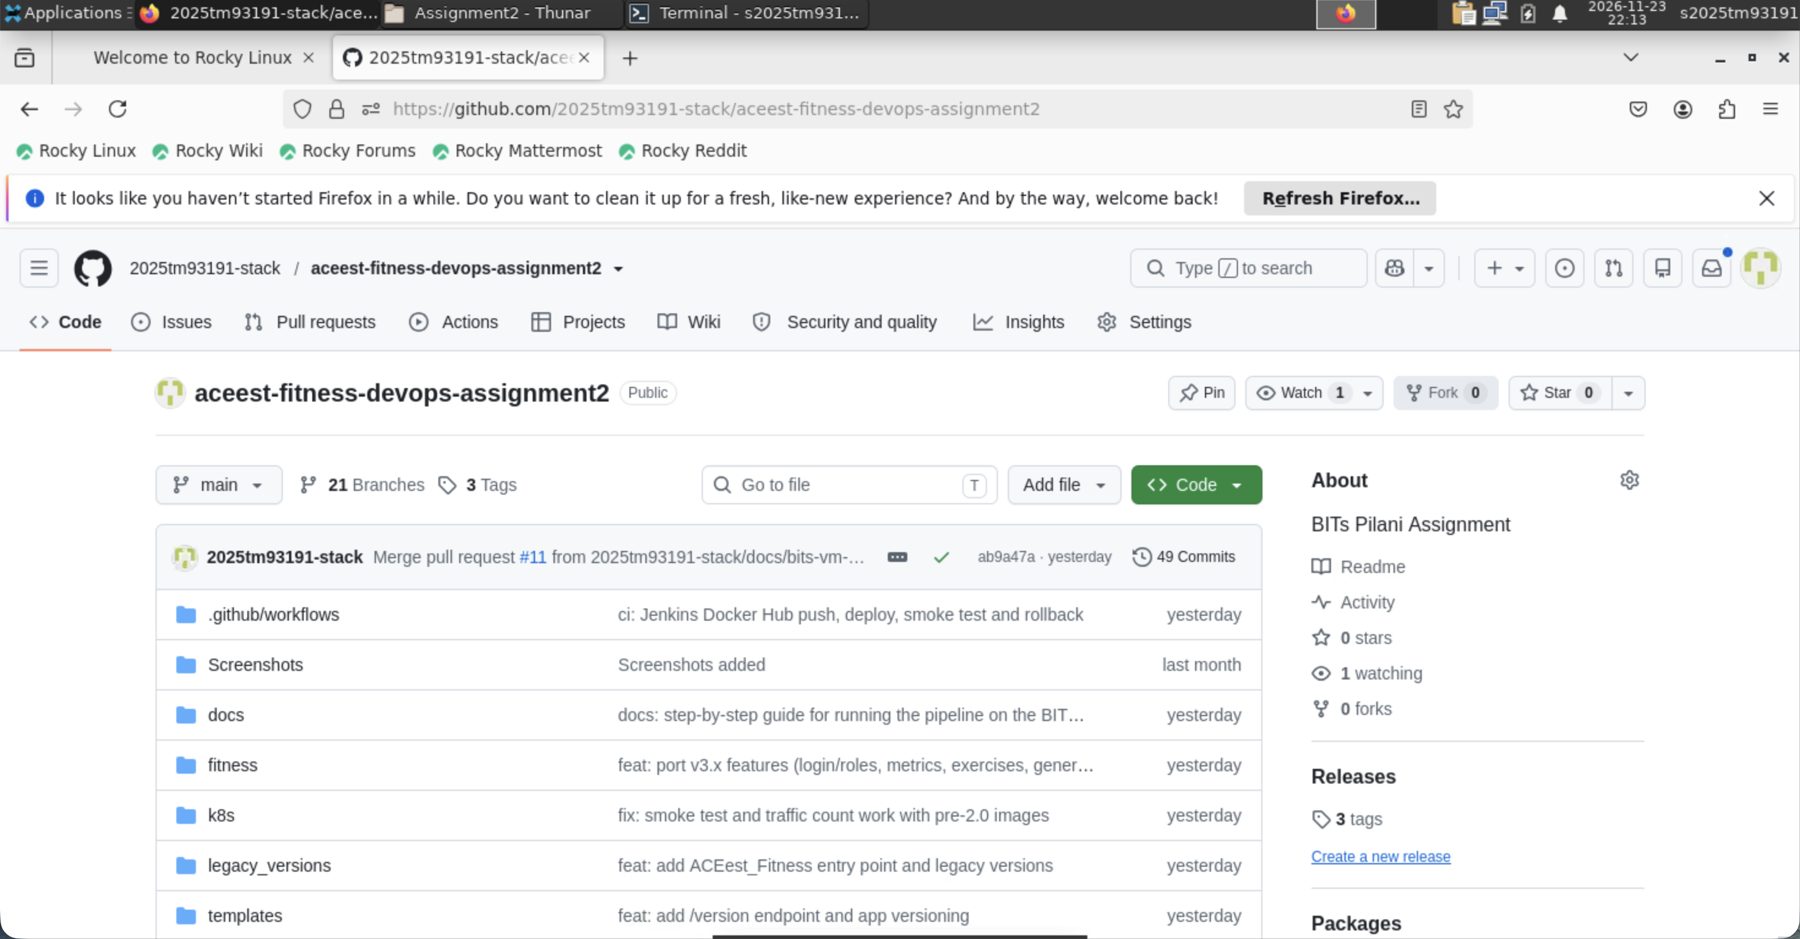 Applications
2025tm93191-stack/ace...
Assignment2 - Thunar
Terminal - s2025tm931...
2026-11-23
22:13
s2025tm93191
Welcome to Rocky Linux
2025tm93191-stack/acee
https://github.com/2025tm93191-stack/aceest-fitness-devops-assignment2
Rocky Linux Rocky Wiki Rocky Forums Rocky Mattermost Rocky Reddit
It looks like you haven’t started Firefox in a while. Do you want to clean it up for a fresh, like-new experience? And by the way, welcome back! Refresh Firefox...
2025tm93191-stack / aceest-fitness-devops-assignment2
Type / to search
Code Issues Pull requests Actions Projects Wiki Security and quality Insights Settings
aceest-fitness-devops-assignment2 Public
Pin Watch 1 Fork 0 Star 0
main 21 Branches 3 Tags
Go to file T Add file Code
2025tm93191-stack Merge pull request #11 from 2025tm93191-stack/docs/bits-vm-... ab9a47a · yesterday 49 Commits
.github/workflows ci: Jenkins Docker Hub push, deploy, smoke test and rollback yesterday
Screenshots Screenshots added last month
docs docs: step-by-step guide for running the pipeline on the BIT... yesterday
fitness feat: port v3.x features (login/roles, metrics, exercises, gener... yesterday
k8s fix: smoke test and traffic count work with pre-2.0 images yesterday
legacy_versions feat: add ACEest_Fitness entry point and legacy versions yesterday
templates feat: add /version endpoint and app versioning yesterday
About
BITs Pilani Assignment
Readme
Activity
0 stars
1 watching
0 forks
Releases
3 tags
Create a new release
Packages